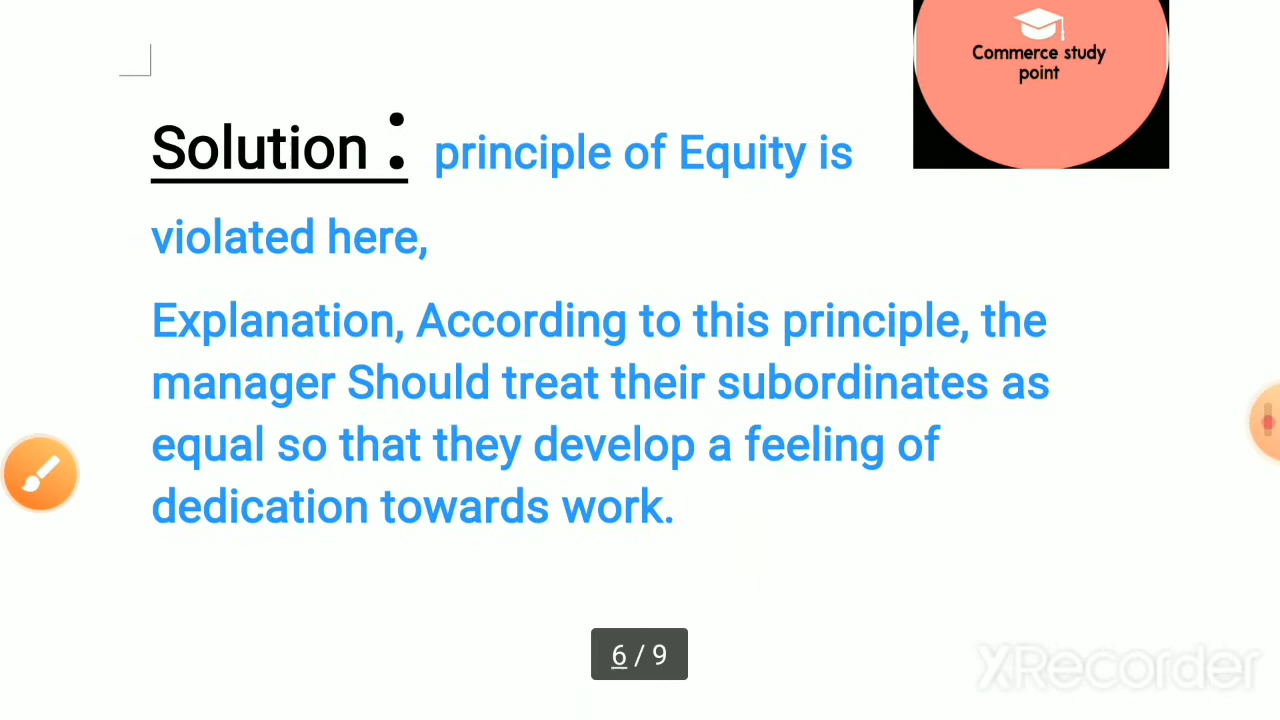 Commerce study
point
Solution : principle of Equity is
violated here,
Explanation, According to this principle, the
manager Should treat their subordinates as
equal so that they develop a feeling of
dedication towards work.
6 / 9
XRecorder